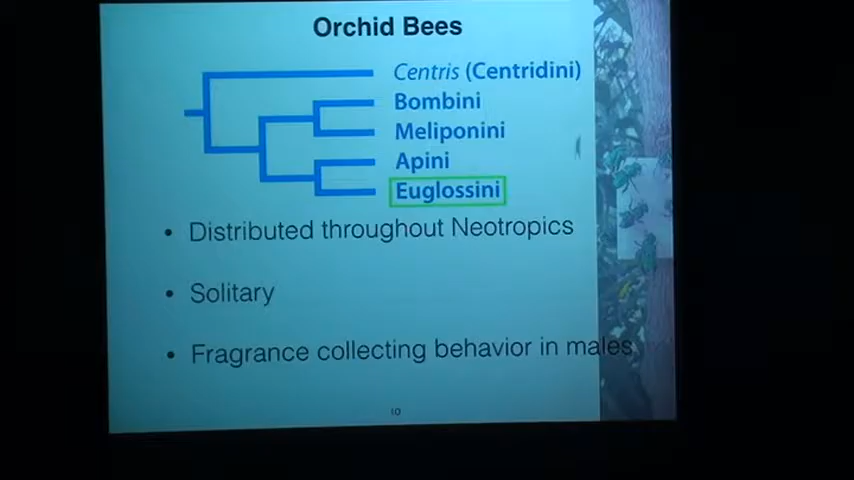 Orchid Bees
Centris (Centridini)
Bombini
Meliponini
Apini
Euglossini
• Distributed throughout Neotropics
• Solitary
• Fragrance collecting behavior in males
10